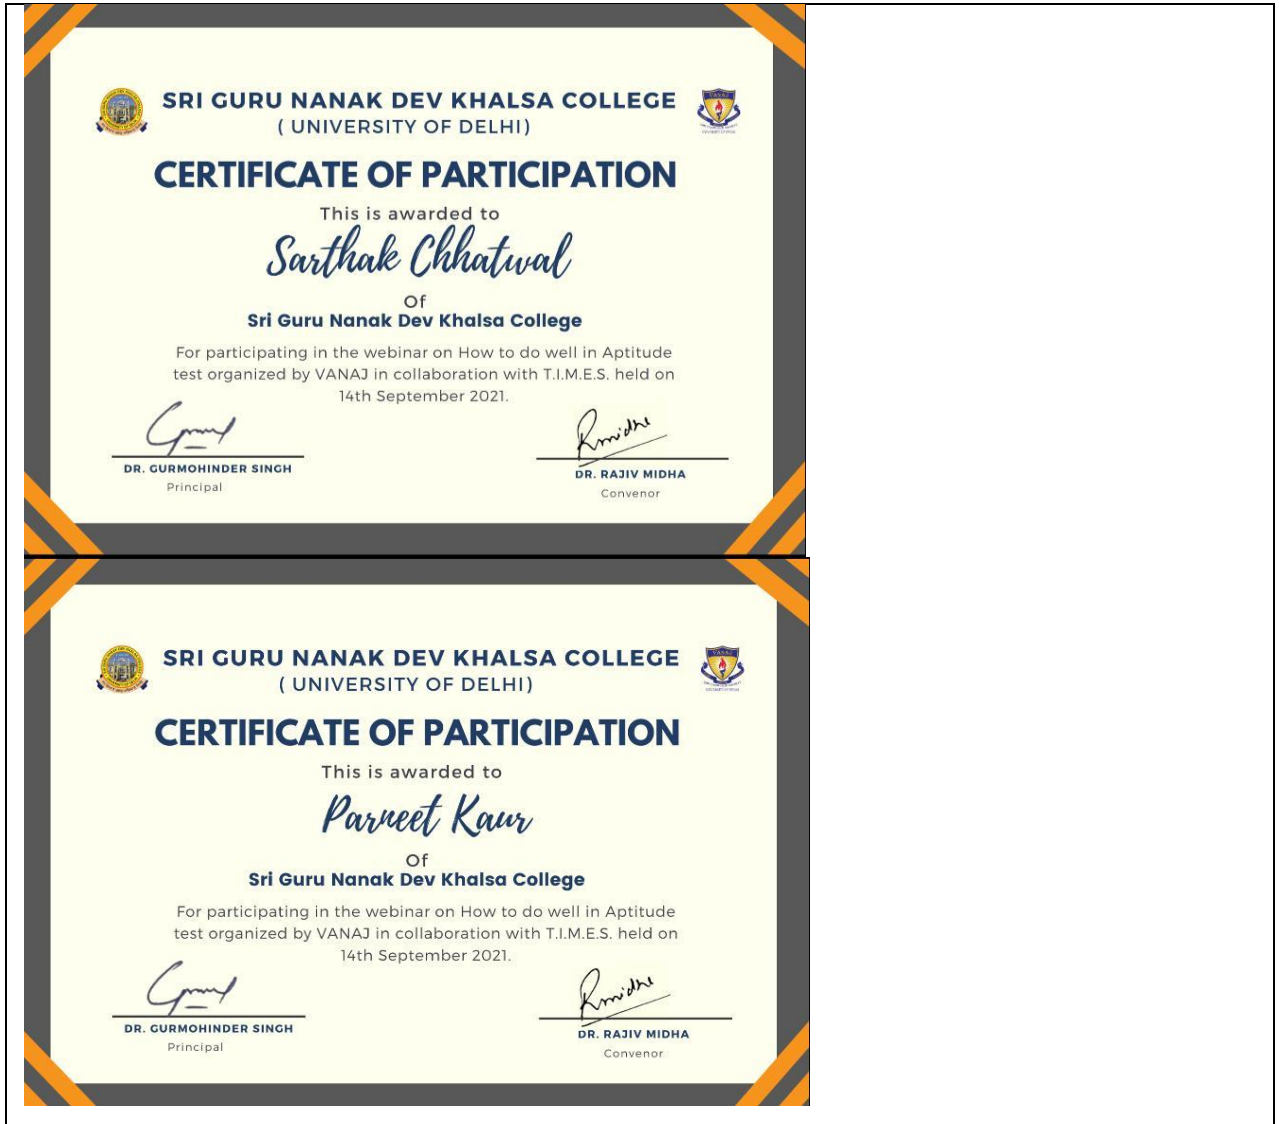 SRI GURU NANAK DEV KHALSA COLLEGE
( UNIVERSITY OF DELHI)
VANAJ
CERTIFICATE OF PARTICIPATION
This is awarded to
Sarthak Chhatwal
Of
Sri Guru Nanak Dev Khalsa College
For participating in the webinar on How to do well in Aptitude
test organized by VANAJ in collaboration with T.I.M.E.S. held on
14th September 2021.
DR. GURMOHINDER SINGH
Principal
Rmidha
DR. RAJIV MIDHA
Convenor
SRI GURU NANAK DEV KHALSA COLLEGE
( UNIVERSITY OF DELHI)
VANAJ
CERTIFICATE OF PARTICIPATION
This is awarded to
Parneet Kaur
Of
Sri Guru Nanak Dev Khalsa College
For participating in the webinar on How to do well in Aptitude
test organized by VANAJ in collaboration with T.I.M.E.S. held on
14th September 2021.
DR. GURMOHINDER SINGH
Principal
Rmidha
DR. RAJIV MIDHA
Convenor